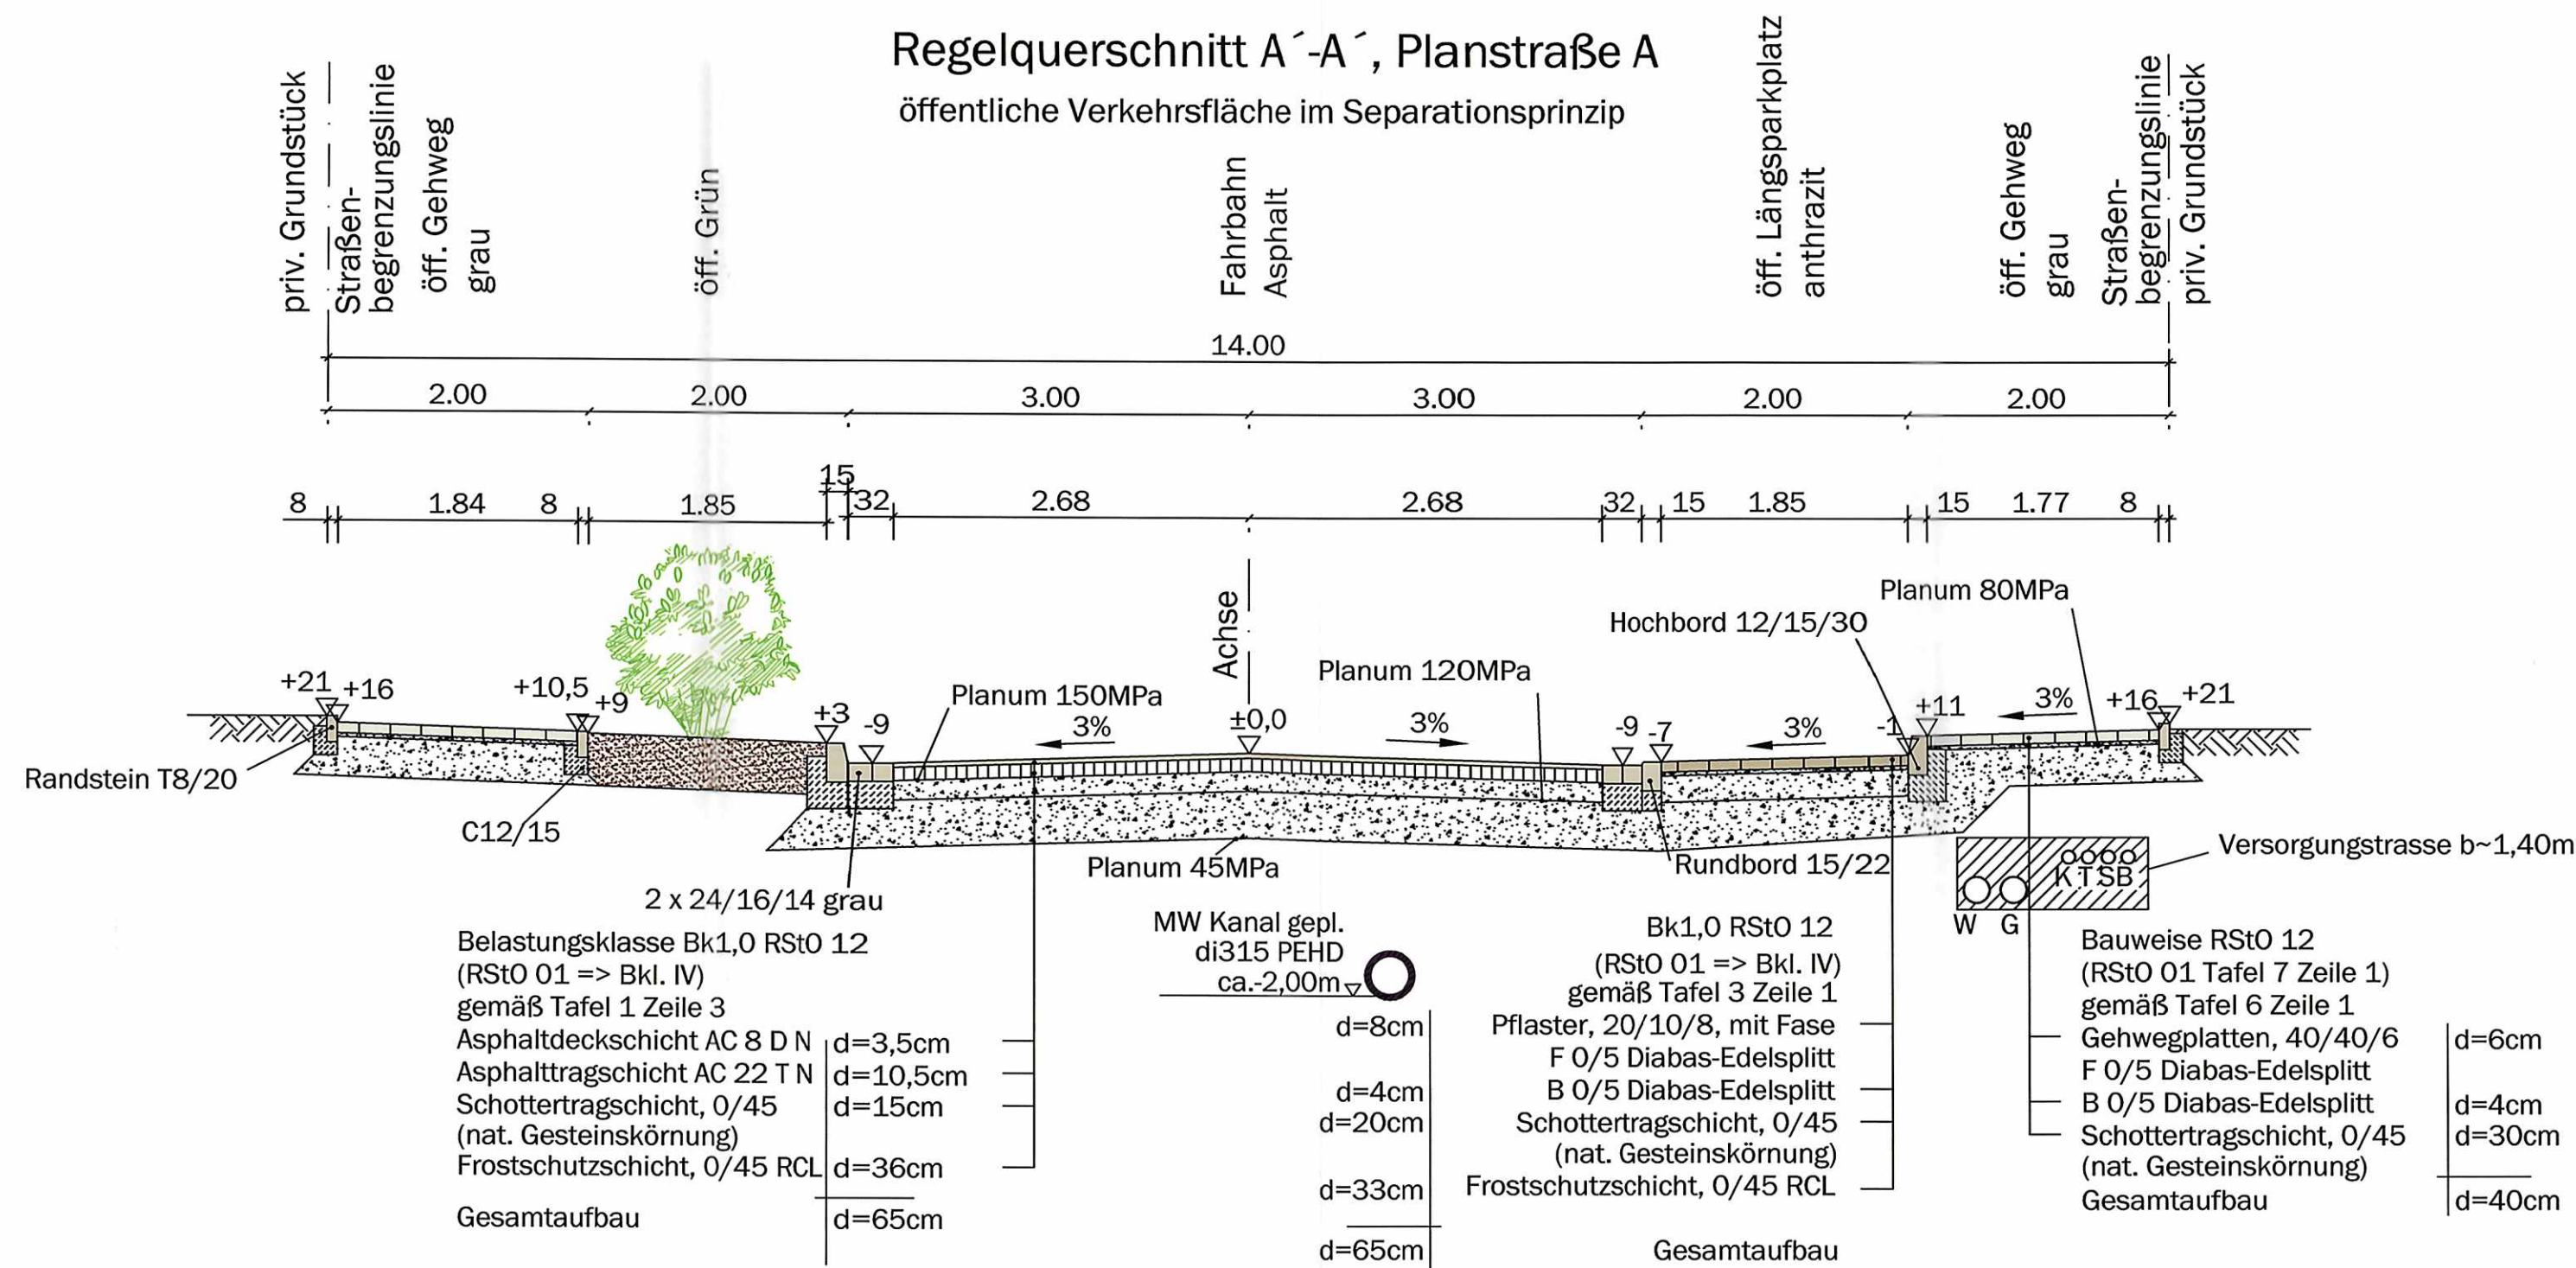 Regelquerschnitt A´-A´, Planstraße A
öffentliche Verkehrsfläche im Separationsprinzip
priv. Grundstück
Straßen-
begrenzungslinie
öff. Gehweg
grau
öff. Grün
Fahrbahn
Asphalt
öff. Längsparkplatz
anthrazit
öff. Gehweg
grau
Straßen-
begrenzungslinie
priv. Grundstück
14.00
2.00 2.00 3.00 3.00 2.00 2.00
8 1.84 8 1.85 15 32 2.68 2.68 32 15 1.85 15 1.77 8
Achse
Planum 80MPa
Hochbord 12/15/30
Planum 120MPa
Planum 150MPa
+21 +16 +10,5 +9 +3 -9 3% ±0,0 3% -9 -7 3% -1 +11 3% +16 +21
Randstein T8/20
C12/15
2 x 24/16/14 grau
Planum 45MPa
Rundbord 15/22
Versorgungstrasse b~1,40m
K T S B
W G
MW Kanal gepl.
di315 PEHD
ca.-2,00m
Belastungsklasse Bk1,0 RStO 12
(RStO 01 => Bkl. IV)
gemäß Tafel 1 Zeile 3
Asphaltdeckschicht AC 8 D N d=3,5cm
Asphalttragschicht AC 22 T N d=10,5cm
Schottertragschicht, 0/45 d=15cm
(nat. Gesteinskörnung)
Frostschutzschicht, 0/45 RCL d=36cm
Gesamtaufbau d=65cm
Bk1,0 RStO 12
(RStO 01 => Bkl. IV)
gemäß Tafel 3 Zeile 1
d=8cm Pflaster, 20/10/8, mit Fase
F 0/5 Diabas-Edelsplitt
d=4cm B 0/5 Diabas-Edelsplitt
d=20cm Schottertragschicht, 0/45
(nat. Gesteinskörnung)
d=33cm Frostschutzschicht, 0/45 RCL
d=65cm Gesamtaufbau
Bauweise RStO 12
(RStO 01 Tafel 7 Zeile 1)
gemäß Tafel 6 Zeile 1
Gehwegplatten, 40/40/6 d=6cm
F 0/5 Diabas-Edelsplitt
B 0/5 Diabas-Edelsplitt d=4cm
Schottertragschicht, 0/45 d=30cm
(nat. Gesteinskörnung)
Gesamtaufbau d=40cm